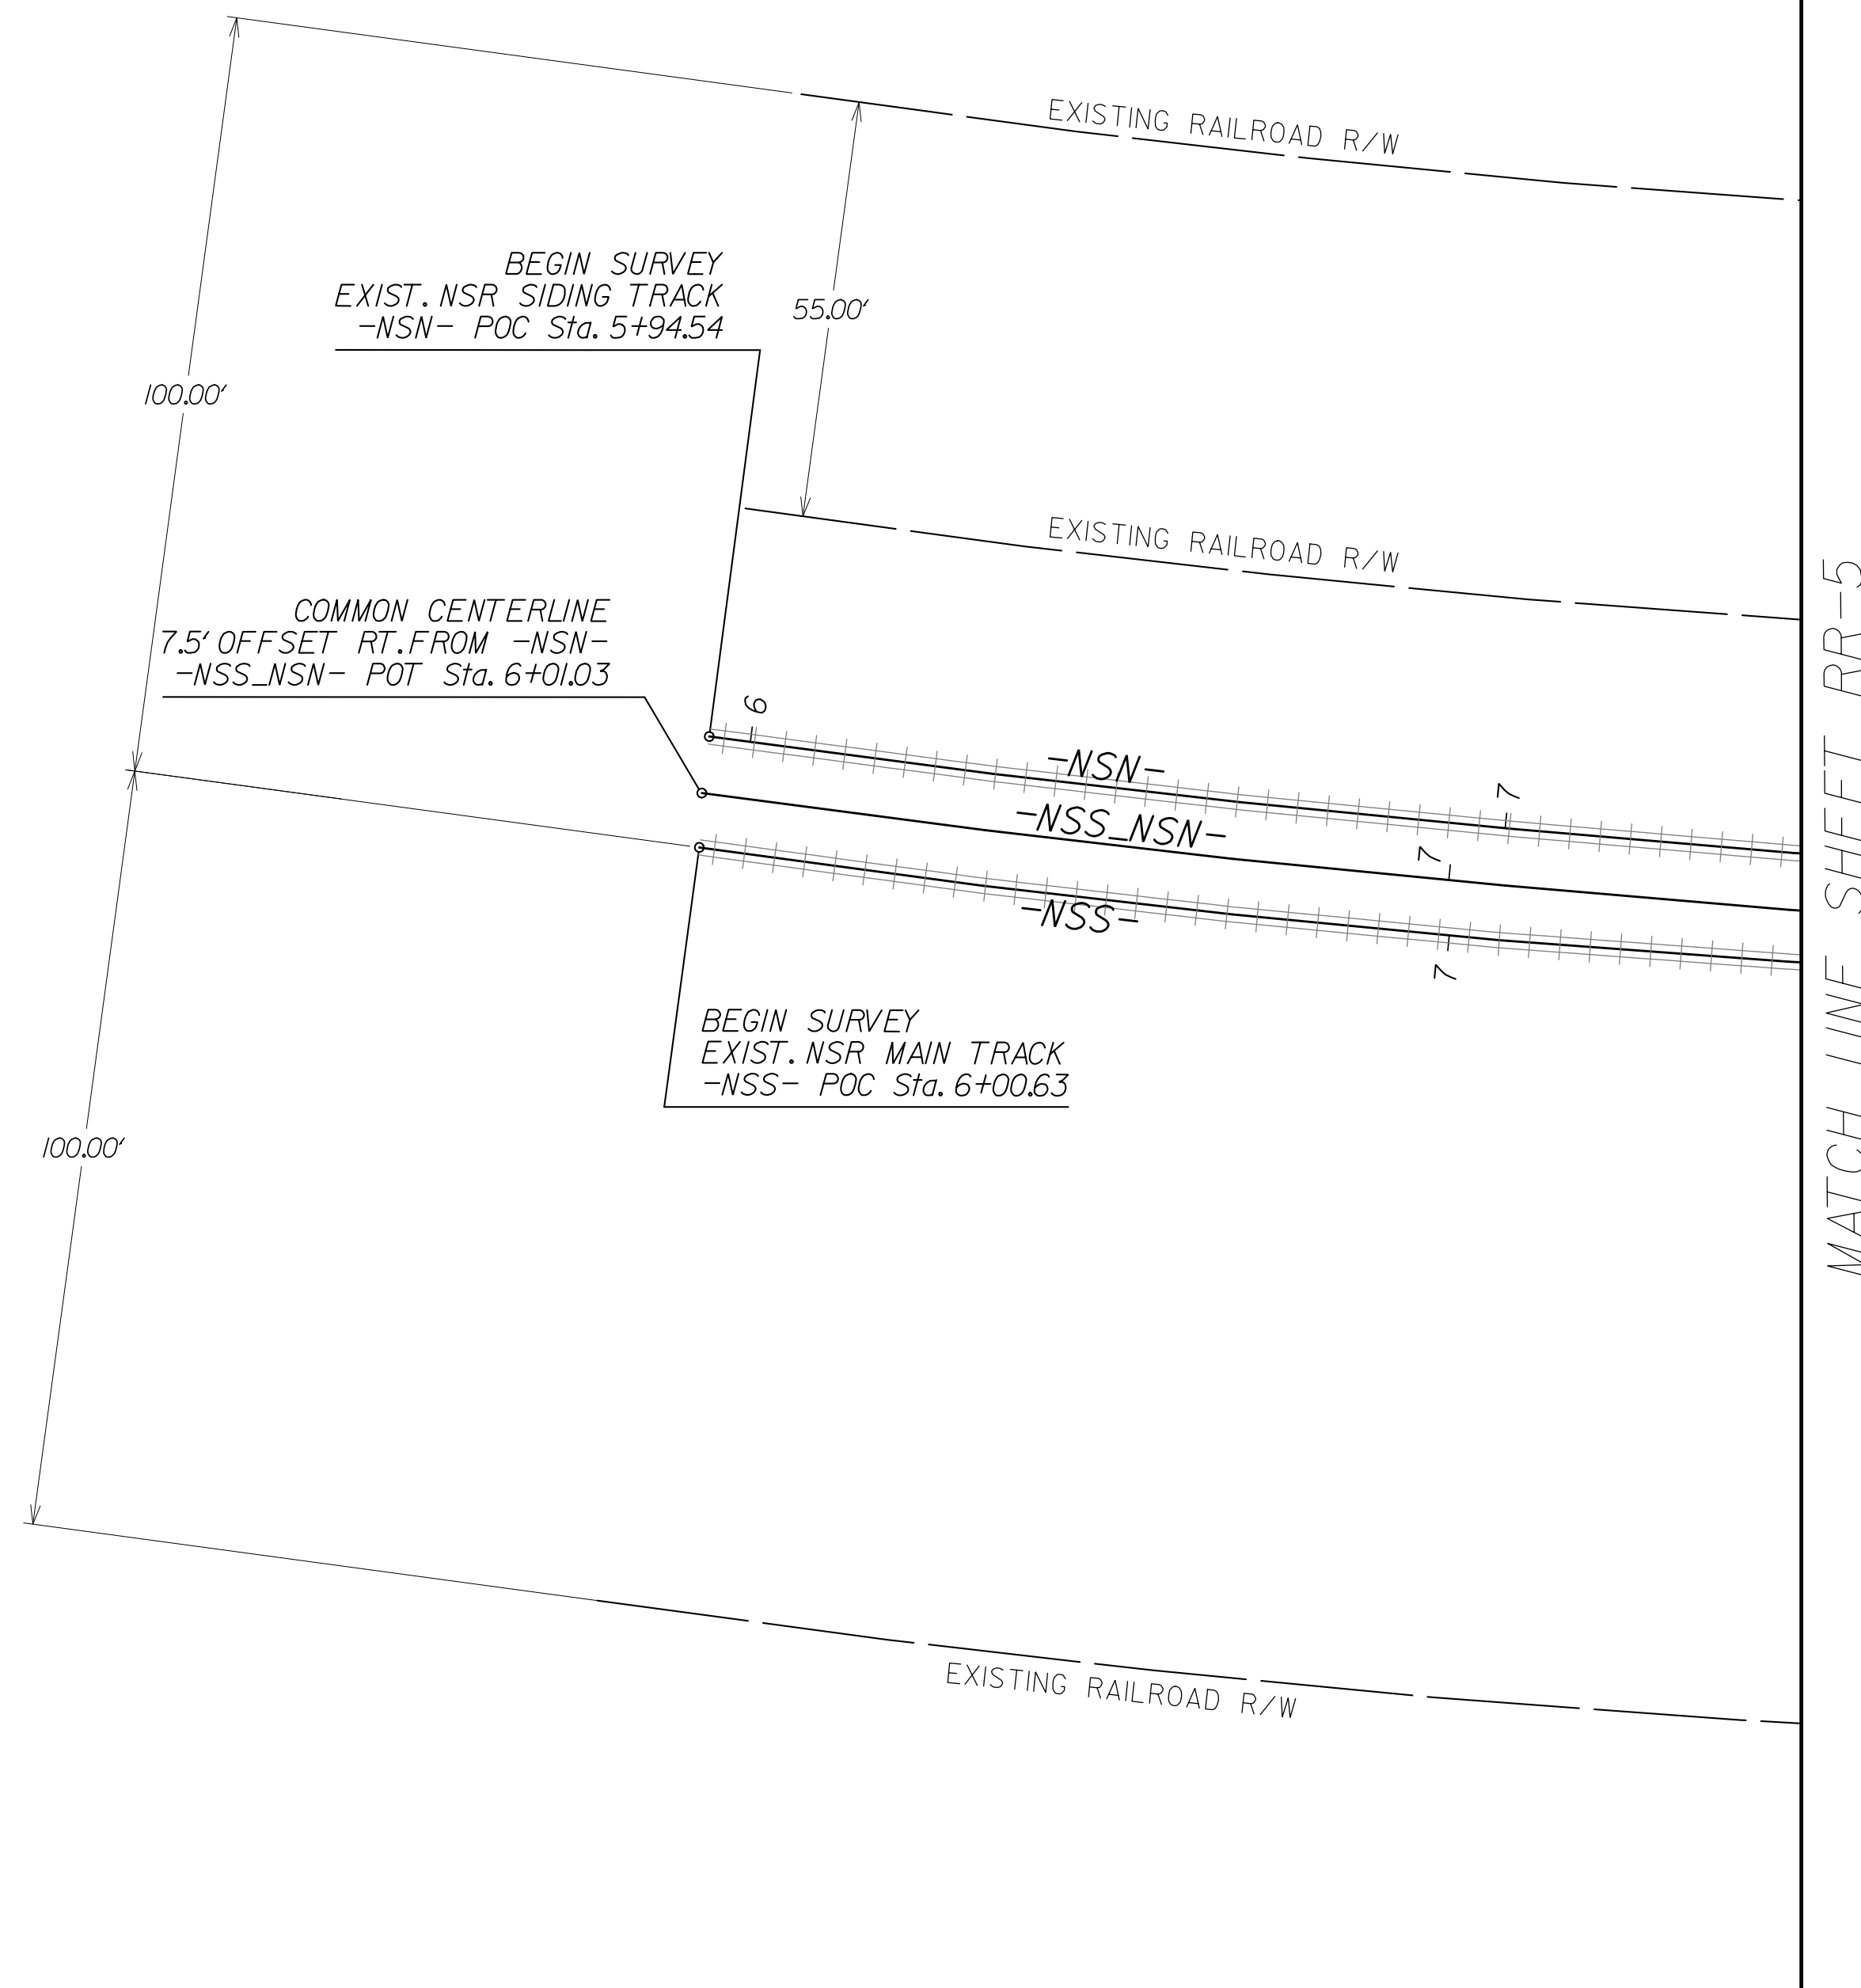 EXISTING RAILROAD R/W
BEGIN SURVEY
EXIST. NSR SIDING TRACK
-NSN- POC Sta. 5+94.54
55.00'
100.00'
EXISTING RAILROAD R/W
COMMON CENTERLINE
7.5' OFFSET RT. FROM -NSN-
-NSS_NSN- POT Sta. 6+01.03
6
-NSN-
7
-NSS_NSN-
7
-NSS-
7
BEGIN SURVEY
EXIST. NSR MAIN TRACK
-NSS- POC Sta. 6+00.63
100.00'
EXISTING RAILROAD R/W
MATCH LINE SHEET RR-5